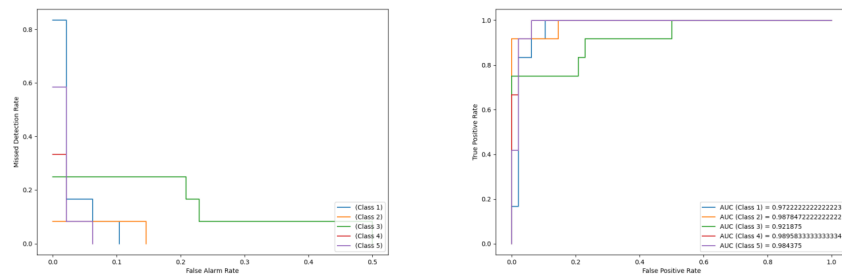 0.8
0.6
0.4
0.2
0.0
Missed Detection Rate
0.0
0.1
0.2
0.3
0.4
0.5
False Alarm Rate
(Class 1)
(Class 2)
(Class 3)
(Class 4)
(Class 5)
1.0
0.8
0.6
0.4
0.2
0.0
True Positive Rate
0.0
0.2
0.4
0.6
0.8
1.0
False Positive Rate
AUC (Class 1) = 0.9722222222222223
AUC (Class 2) = 0.9878472222222222
AUC (Class 3) = 0.921875
AUC (Class 4) = 0.9895833333333334
AUC (Class 5) = 0.984375